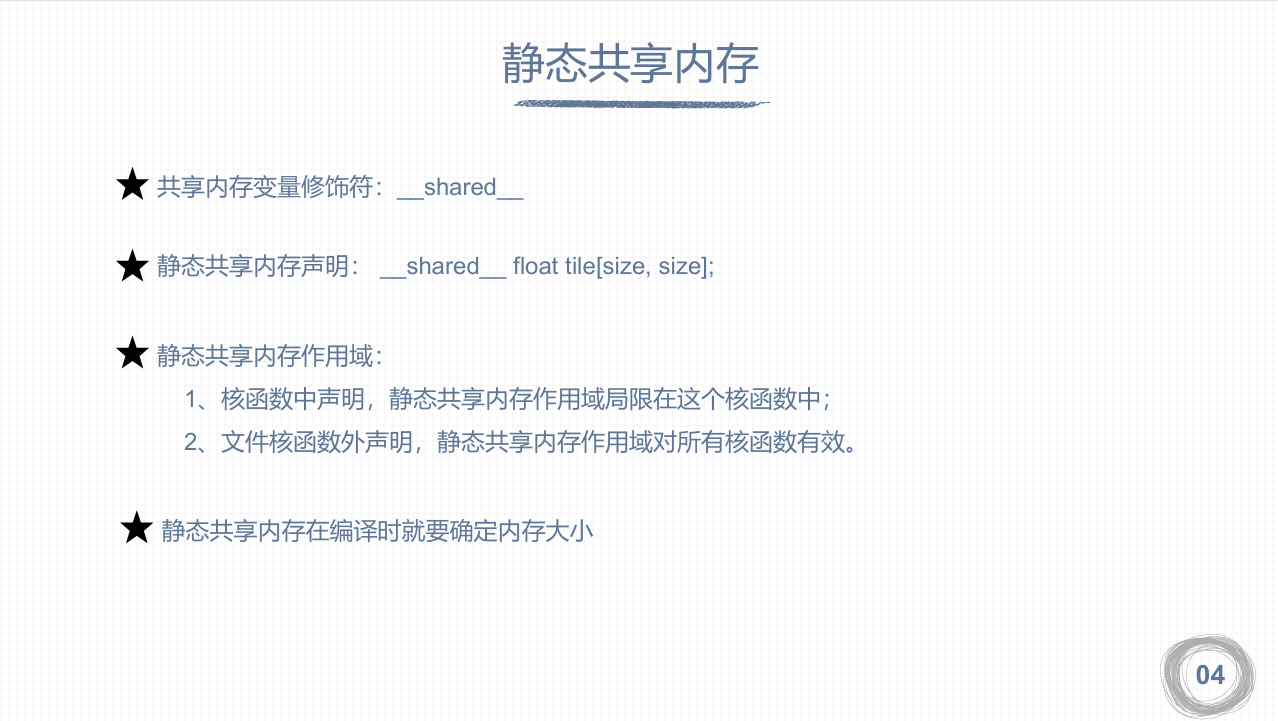 静态共享内存
共享内存变量修饰符：__shared__
静态共享内存声明： __shared__ float tile[size, size];
静态共享内存作用域：
1、核函数中声明，静态共享内存作用域局限在这个核函数中；
2、文件核函数外声明，静态共享内存作用域对所有核函数有效。
静态共享内存在编译时就要确定内存大小
04